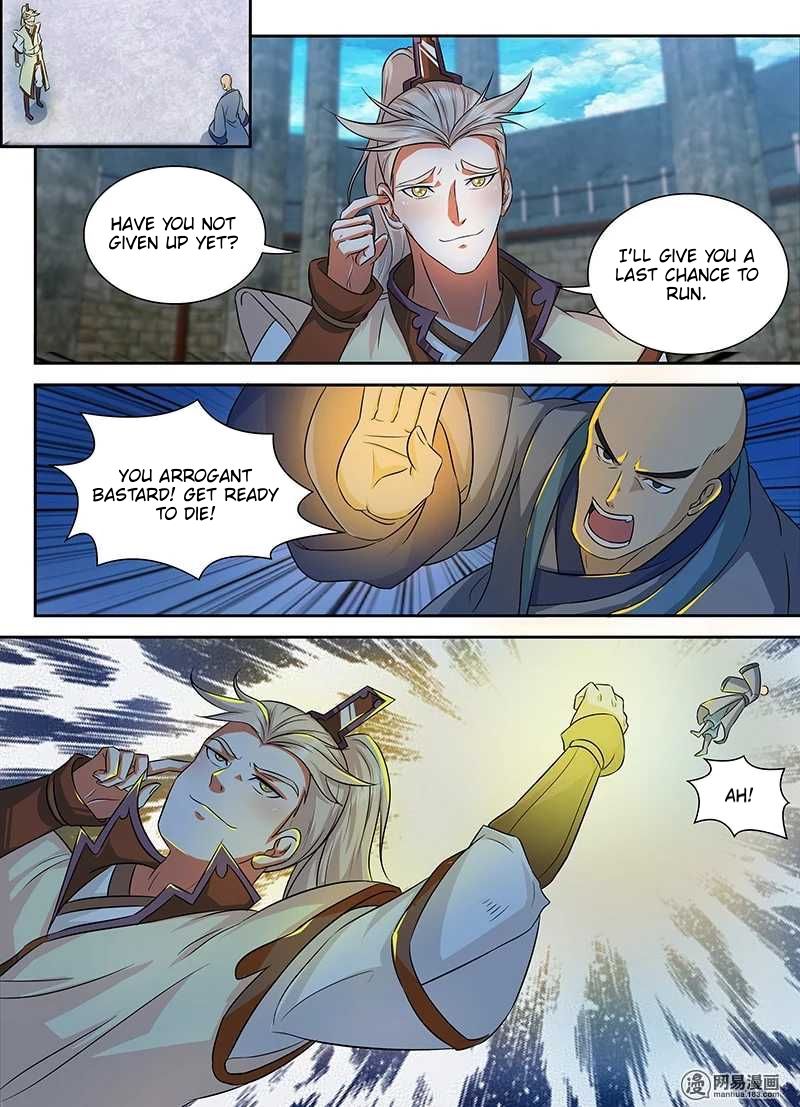 HAVE YOU NOT
GIVEN UP YET?
I'LL GIVE YOU A
LAST CHANCE TO
RUN.
YOU ARROGANT
BASTARD! GET READY
TO DIE!
AH!
漫 网易漫画
manhua.163.com